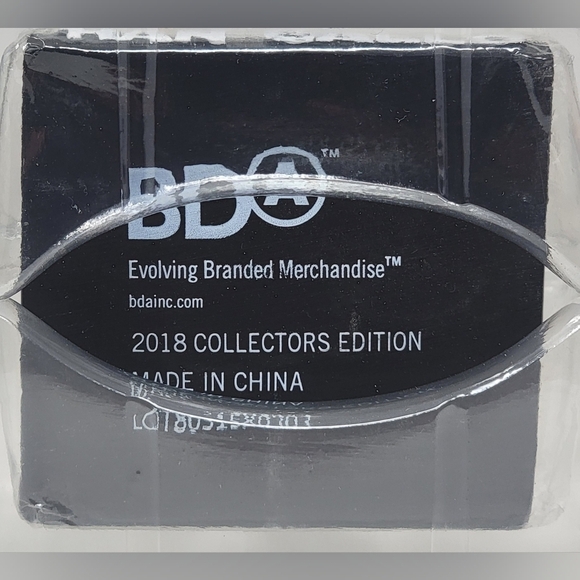 BDA™
Evolving Branded Merchandise™
bdainc.com
2018 COLLECTORS EDITION
MADE IN CHINA